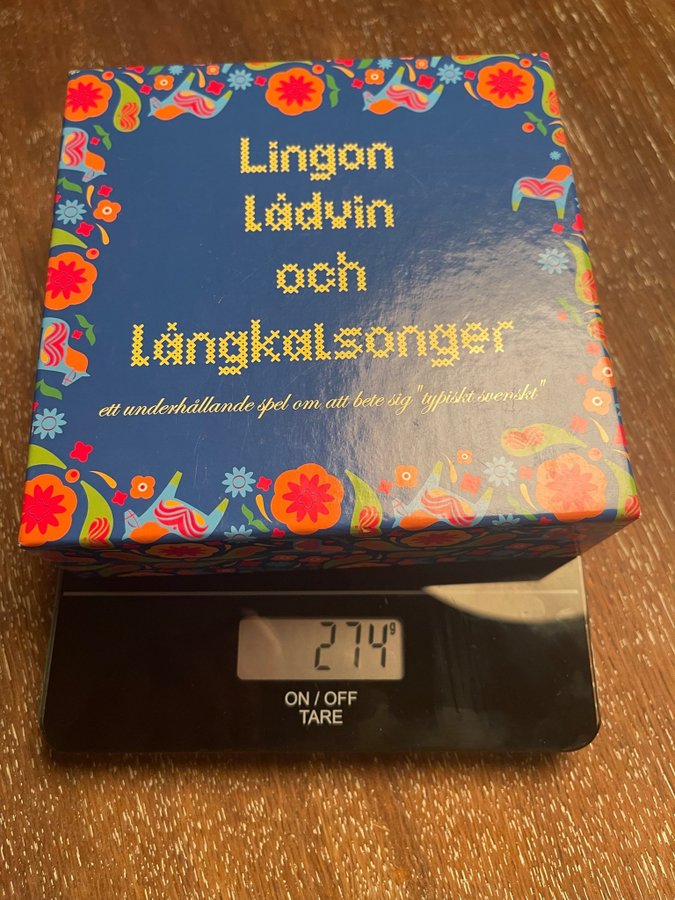 Lingon
lådvin
och
långkalsonger
ett underhållande spel om att bete sig "typiskt svenskt"
274g
ON / OFF
TARE